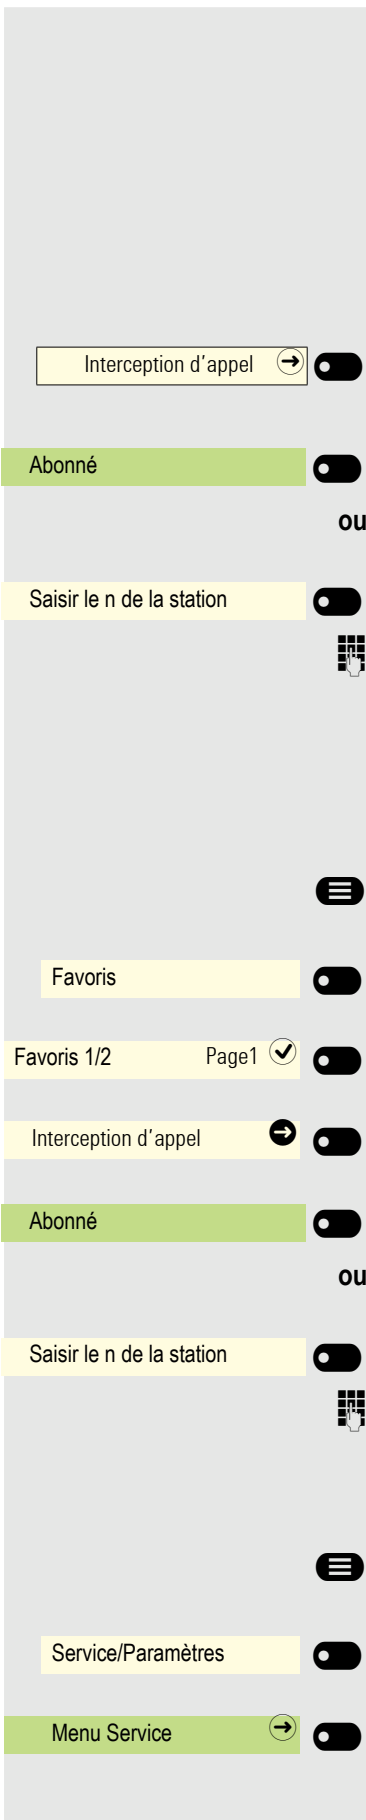 Interception d'appel
Abonné
ou
Saisir le n de la station
Favoris
Favoris 1/2 Page1
Interception d'appel
Abonné
ou
Saisir le n de la station
Service/Paramètres
Menu Service